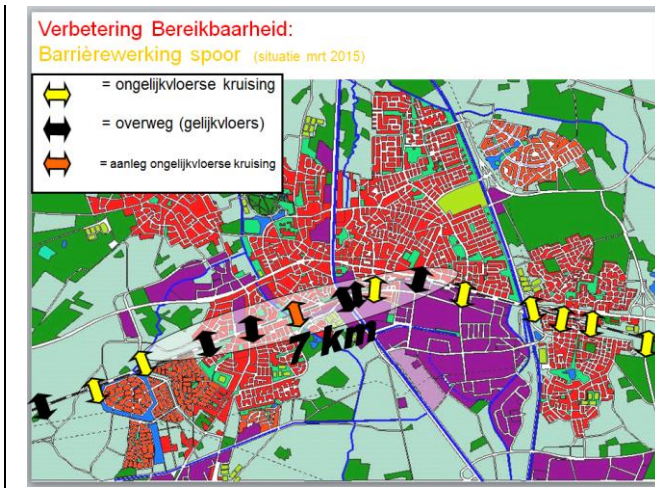 Verbetering Bereikbaarheid:
Barrièrewerking spoor (situatie mrt 2015)
= ongelijkvloerse kruising
= overweg (gelijkvloers)
= aanleg ongelijkvloerse kruising
7 km